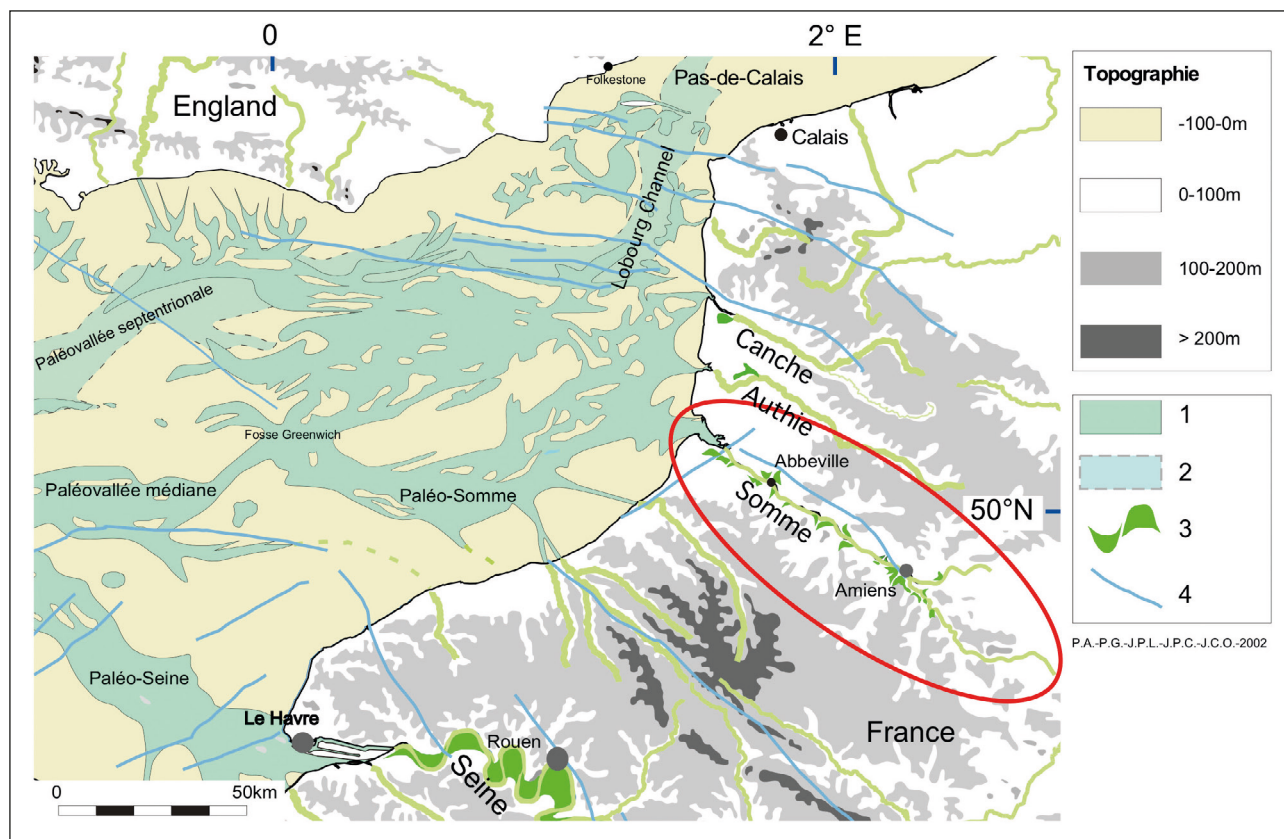 0
2° E
Folkestone
Pas-de-Calais
England
Calais
Lobourg Channel
Paléovallée septentrionale
Canche
Authie
Fosse Greenwich
Abbeville
Paléovallée médiane
Paléo-Somme
Somme
50°N
Amiens
Paléo-Seine
Le Havre
Rouen
France
Seine
0
50km
Topographie
-100-0m
0-100m
100-200m
> 200m
1
2
3
4
P.A.-P.G.-J.P.L.-J.P.C.-J.C.O.-2002